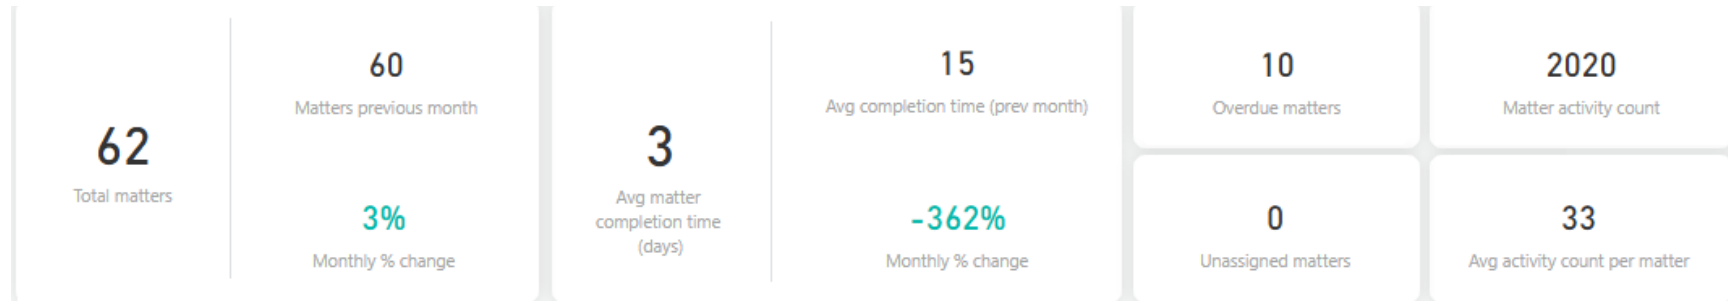 62
Total matters
60
Matters previous month
3%
Monthly % change
3
Avg matter
completion time
(days)
15
Avg completion time (prev month)
-362%
Monthly % change
10
Overdue matters
0
Unassigned matters
2020
Matter activity count
33
Avg activity count per matter